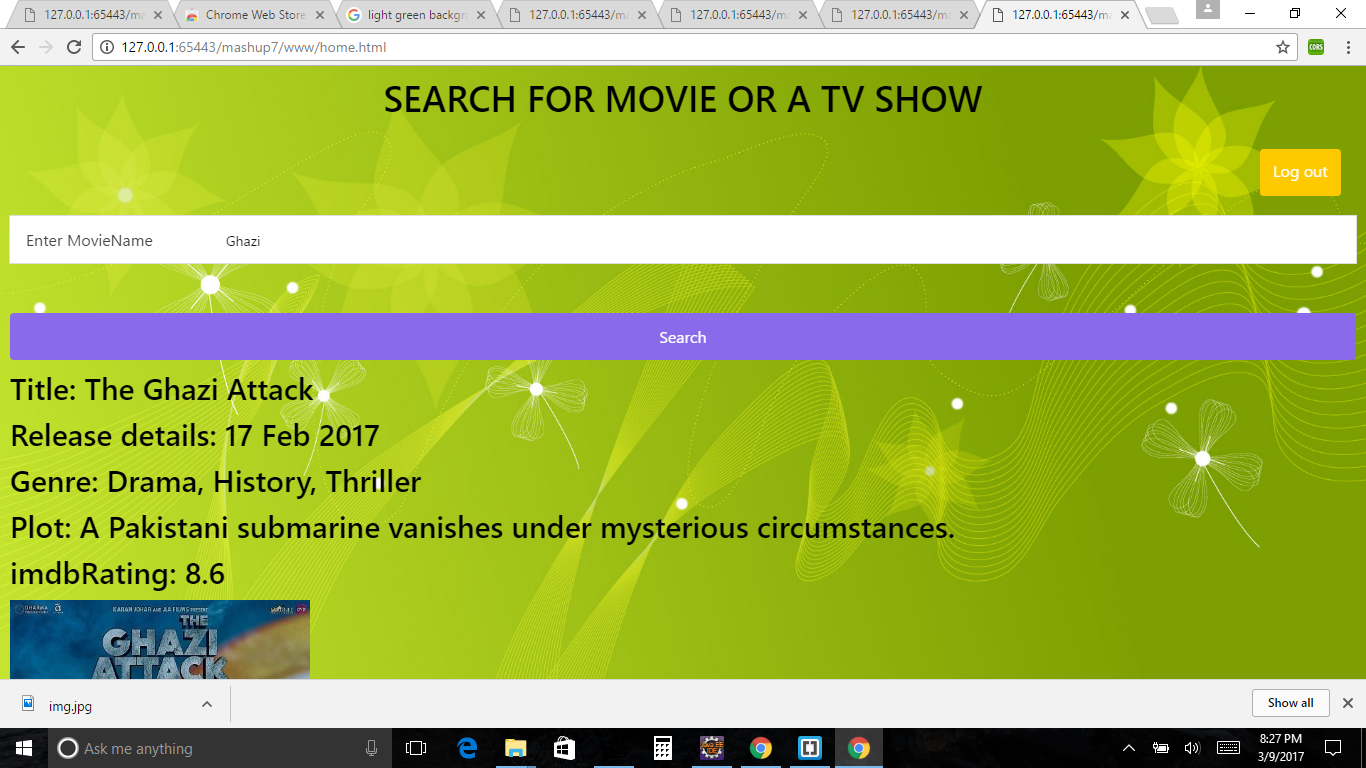 127.0.0.1:65443/ma
Chrome Web Store
light green backgr
127.0.0.1:65443/ma
127.0.0.1:65443/ma
127.0.0.1:65443/ma
127.0.0.1:65443/ma
127.0.0.1:65443/mashup7/www/home.html
CORS
SEARCH FOR MOVIE OR A TV SHOW
Log out
Enter MovieName Ghazi
Search
Title: The Ghazi Attack
Release details: 17 Feb 2017
Genre: Drama, History, Thriller
Plot: A Pakistani submarine vanishes under mysterious circumstances.
imdbRating: 8.6
KARAN JOHAR AND AA FILMS PRESENT
THE
GHAZI
ATTACK
img.jpg
Show all
Ask me anything
8:27 PM
3/9/2017